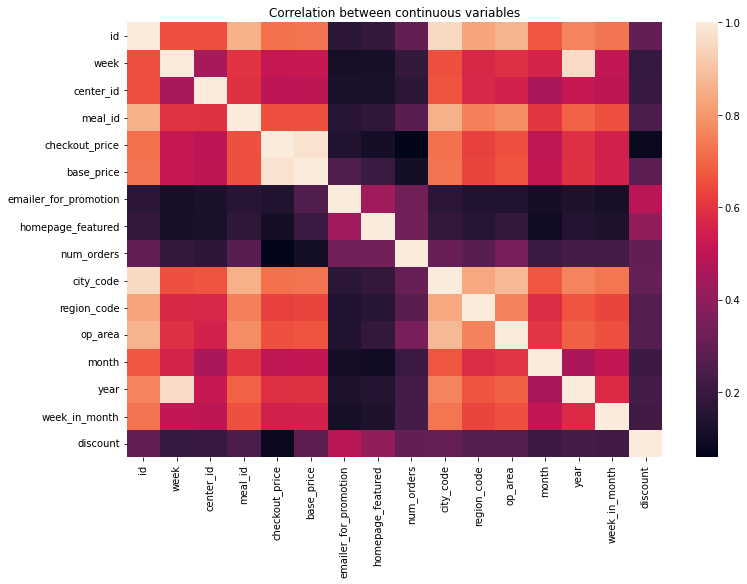 Correlation between continuous variables
id
week
center_id
meal_id
checkout_price
base_price
emailer_for_promotion
homepage_featured
num_orders
city_code
region_code
op_area
month
year
week_in_month
discount
id
week
center_id
meal_id
checkout_price
base_price
emailer_for_promotion
homepage_featured
num_orders
city_code
region_code
op_area
month
year
week_in_month
discount
1.0
0.8
0.6
0.4
0.2